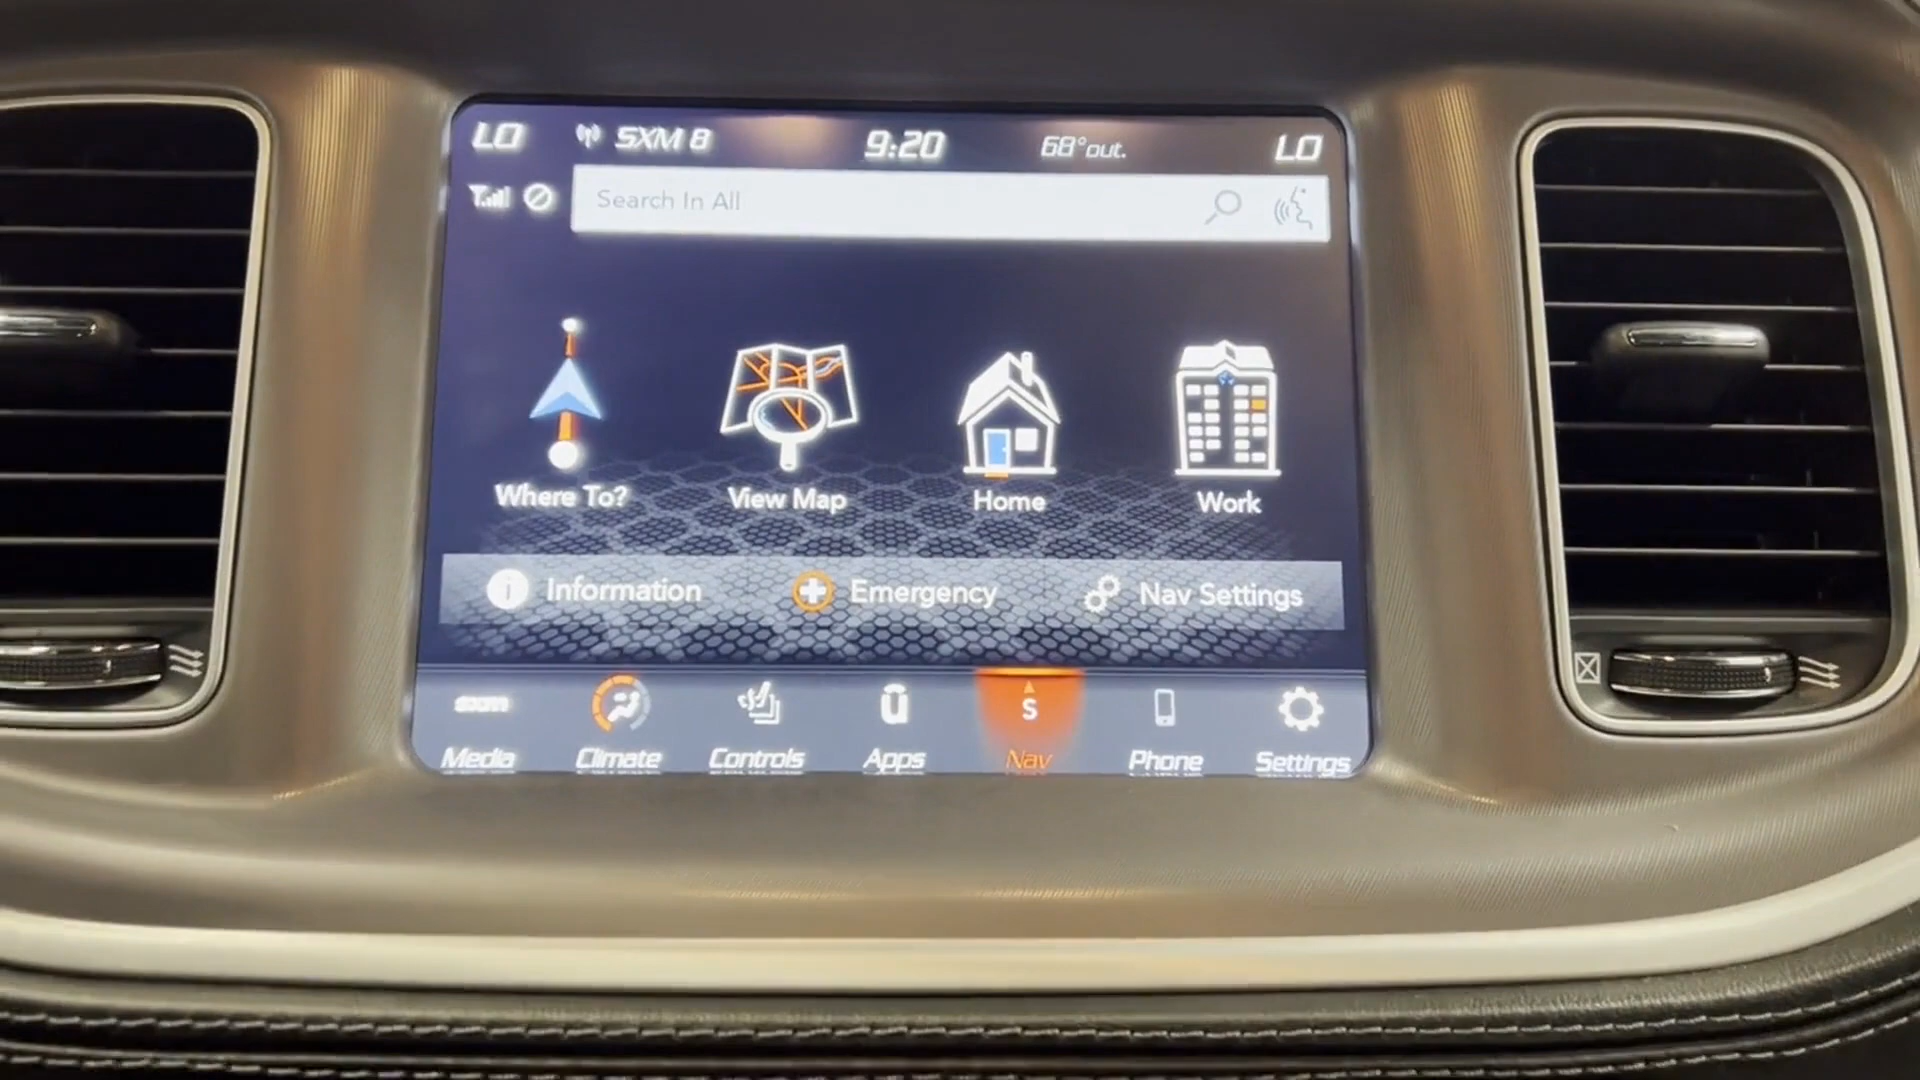 LO SXM 8 9:20 68°out. LO
Search In All
Where To? View Map Home Work
i Information Emergency Nav Settings
sxm S
Media Climate Controls Apps Nav Phone Settings